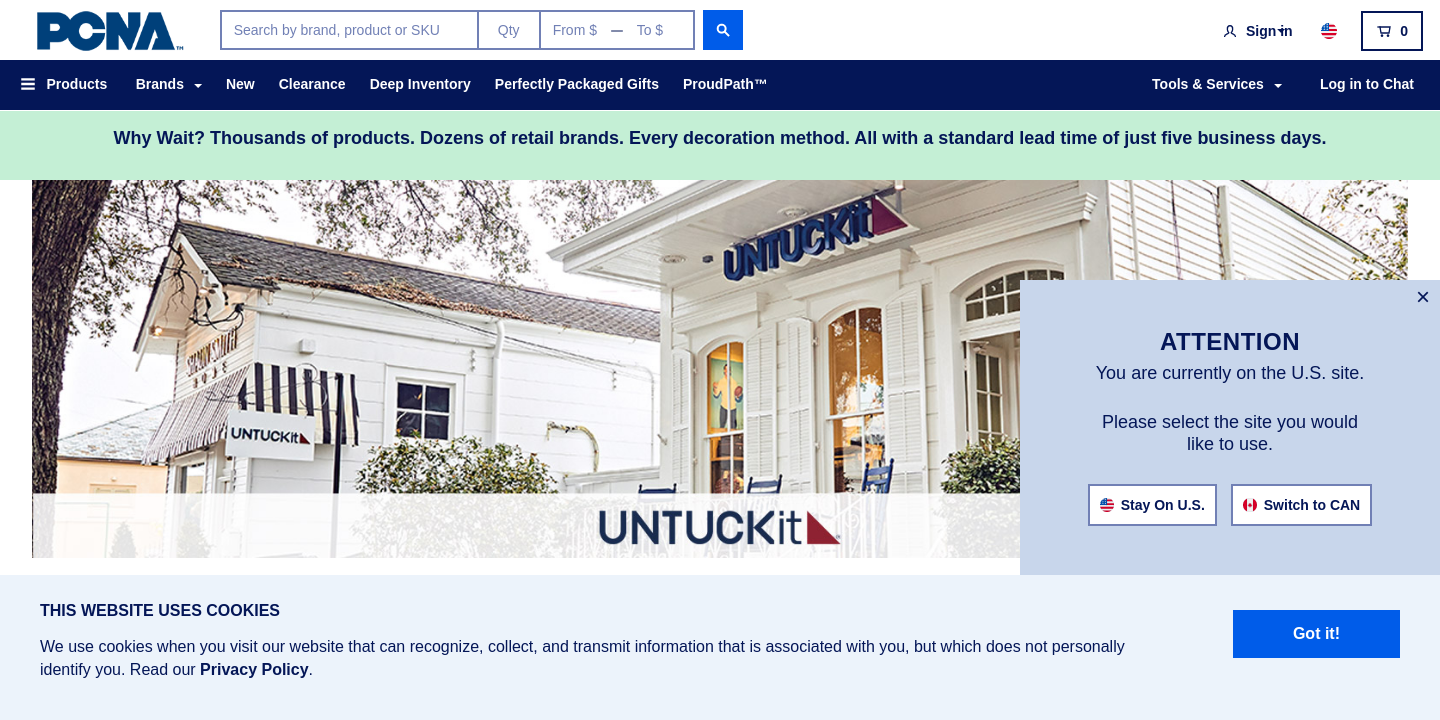 PCNA™
Search by brand, product or SKU
Qty
From $ — To $
Sign in
0
Products
Brands
New
Clearance
Deep Inventory
Perfectly Packaged Gifts
ProudPath™
Tools & Services
Log in to Chat
Why Wait? Thousands of products. Dozens of retail brands. Every decoration method. All with a standard lead time of just five business days.
UNTUCKit
UNTUCKit
UNTUCKit
×
ATTENTION
You are currently on the U.S. site.
Please select the site you would
like to use.
Stay On U.S.
Switch to CAN
THIS WEBSITE USES COOKIES
We use cookies when you visit our website that can recognize, collect, and transmit information that is associated with you, but which does not personally
identify you. Read our Privacy Policy.
Got it!